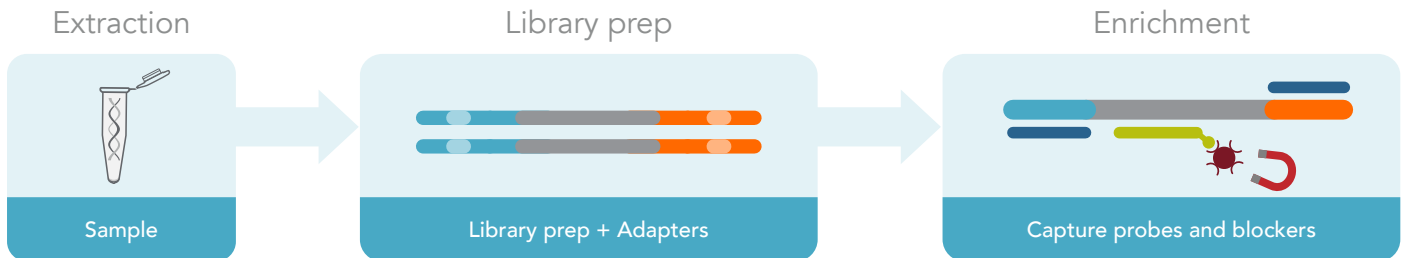 Extraction
Library prep
Enrichment
Sample
Library prep + Adapters
Capture probes and blockers